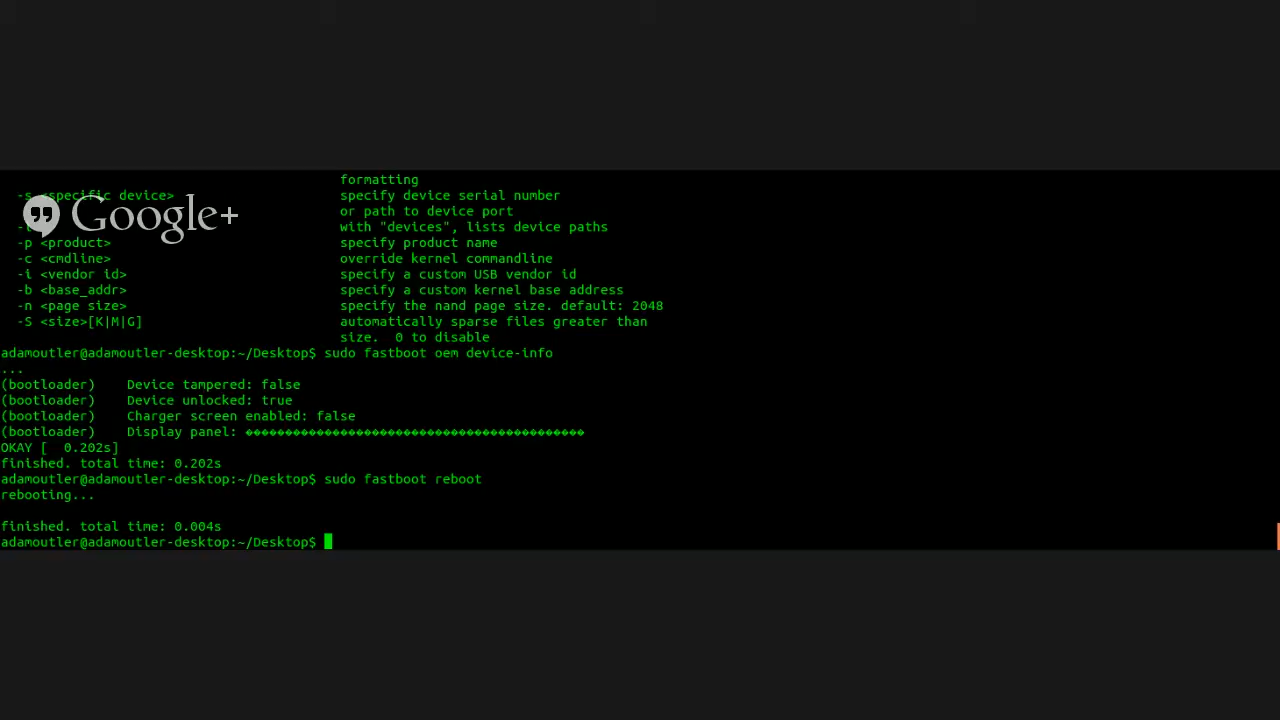 formatting
-s <specific device> specify device serial number
or path to device port
with "devices", lists device paths
Google+
-p <product> specify product name
-c <cmdline> override kernel commandline
-i <vendor id> specify a custom USB vendor id
-b <base_addr> specify a custom kernel base address
-n <page size> specify the nand page size. default: 2048
-S <size>[K|M|G] automatically sparse files greater than
size. 0 to disable
adamoutler@adamoutler-desktop:~/Desktop$ sudo fastboot oem device-info
...
(bootloader) Device tampered: false
(bootloader) Device unlocked: true
(bootloader) Charger screen enabled: false
(bootloader) Display panel: �������������������������������������������
OKAY [ 0.202s]
finished. total time: 0.202s
adamoutler@adamoutler-desktop:~/Desktop$ sudo fastboot reboot
rebooting...
finished. total time: 0.004s
adamoutler@adamoutler-desktop:~/Desktop$